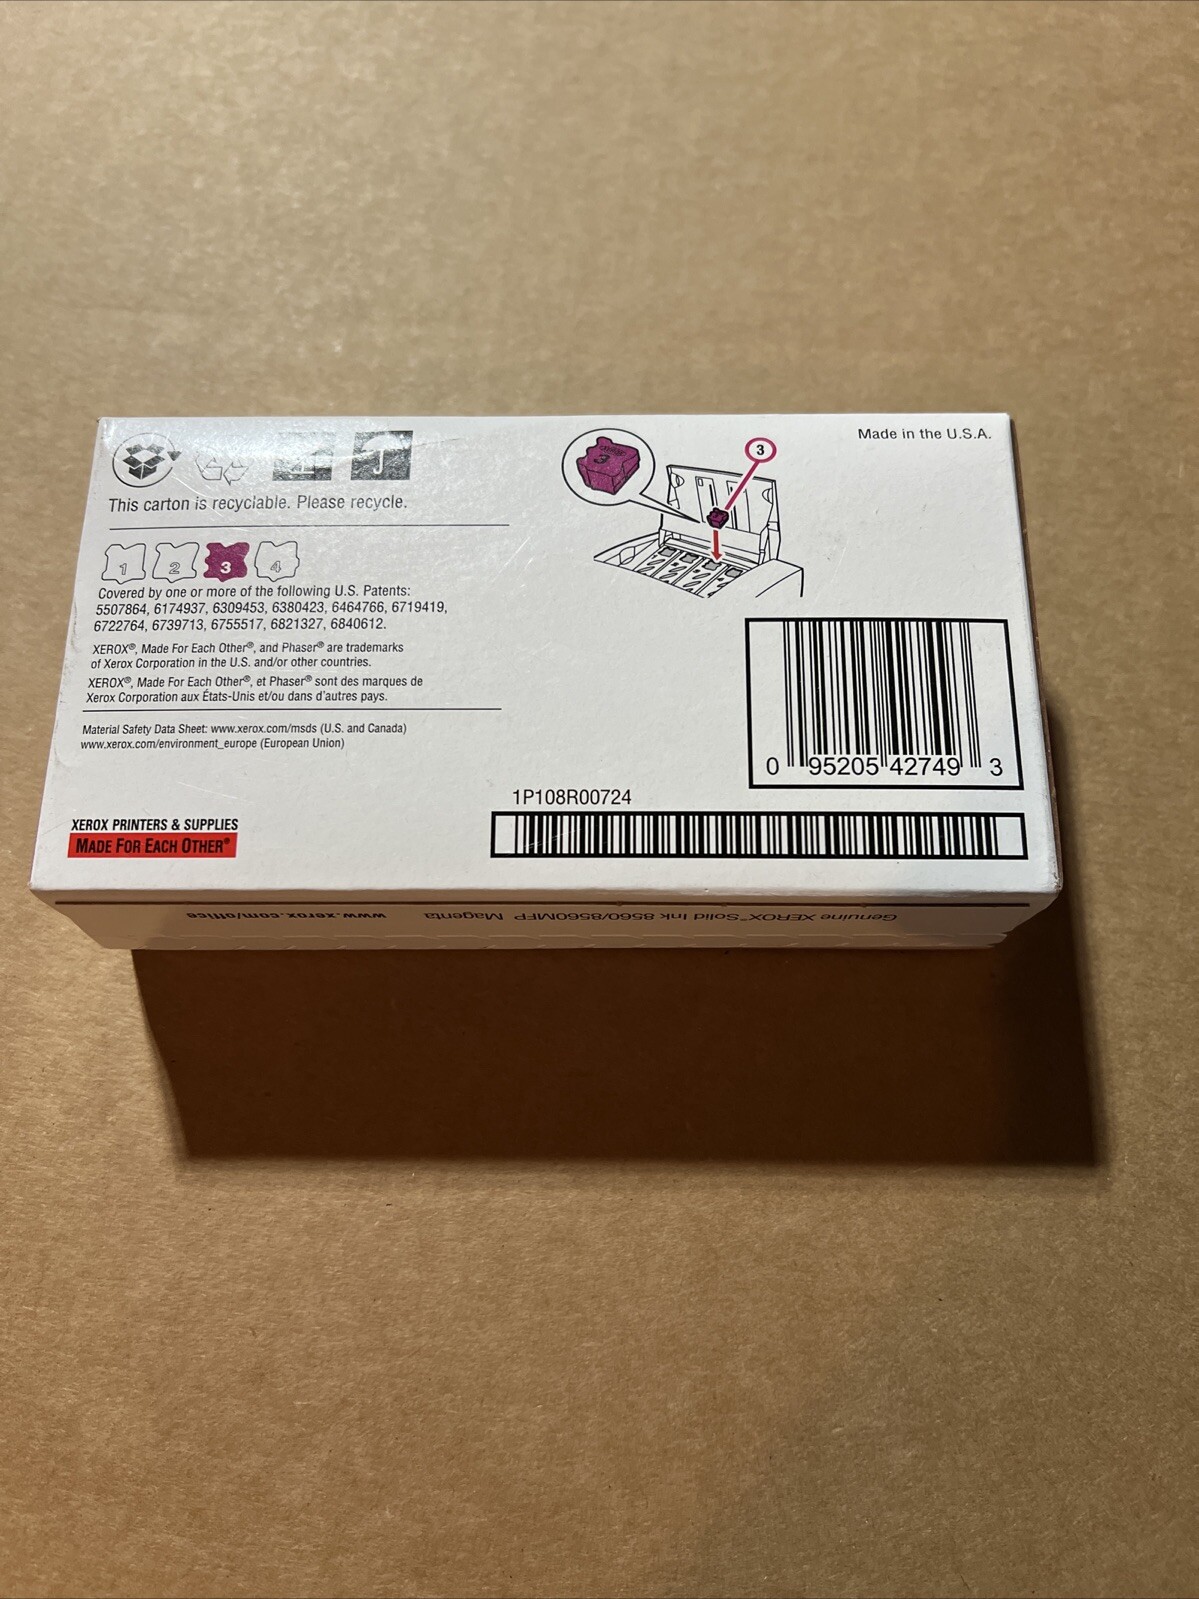 Made in the U.S.A.
3
This carton is recyclable. Please recycle.
1 2 3 4
Covered by one or more of the following U.S. Patents:
5507864, 6174937, 6309453, 6380423, 6464766, 6719419,
6722764, 6739713, 6755517, 6821327, 6840612.
XEROX®, Made For Each Other®, and Phaser® are trademarks
of Xerox Corporation in the U.S. and/or other countries.
XEROX®, Made For Each Other®, et Phaser® sont des marques de
Xerox Corporation aux États-Unis et/ou dans d'autres pays.
Material Safety Data Sheet: www.xerox.com/msds (U.S. and Canada)
www.xerox.com/environment_europe (European Union)
0 95205 42749 3
1P108R00724
XEROX PRINTERS & SUPPLIES
MADE FOR EACH OTHER®
Genuine XEROX® Solid Ink 8560/8560MFP Magenta www.xerox.com/office